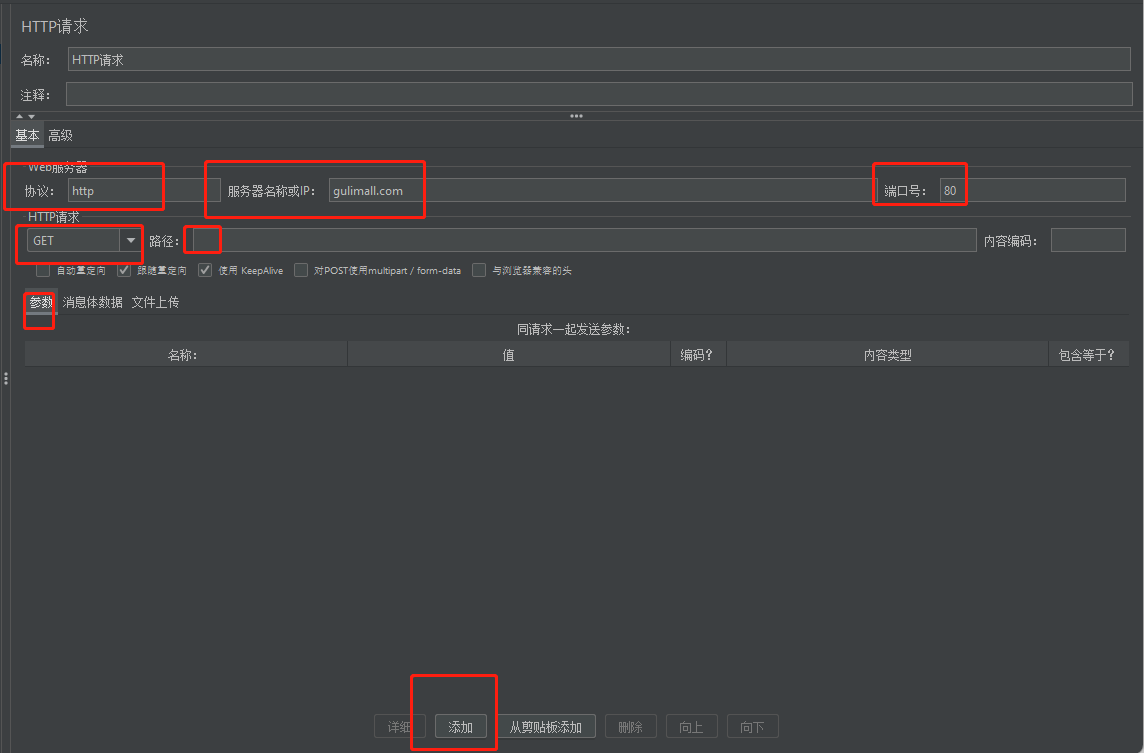 HTTP请求
名称： HTTP请求
注释：
基本 高级
Web服务器
协议： http 服务器名称或IP： gulimall.com 端口号： 80
HTTP请求
GET 路径： 内容编码：
自动重定向 跟随重定向 使用 KeepAlive 对POST使用multipart / form-data 与浏览器兼容的头
参数 消息体数据 文件上传
同请求一起发送参数：
名称： 值 编码？ 内容类型 包含等于？
详细 添加 从剪贴板添加 删除 向上 向下